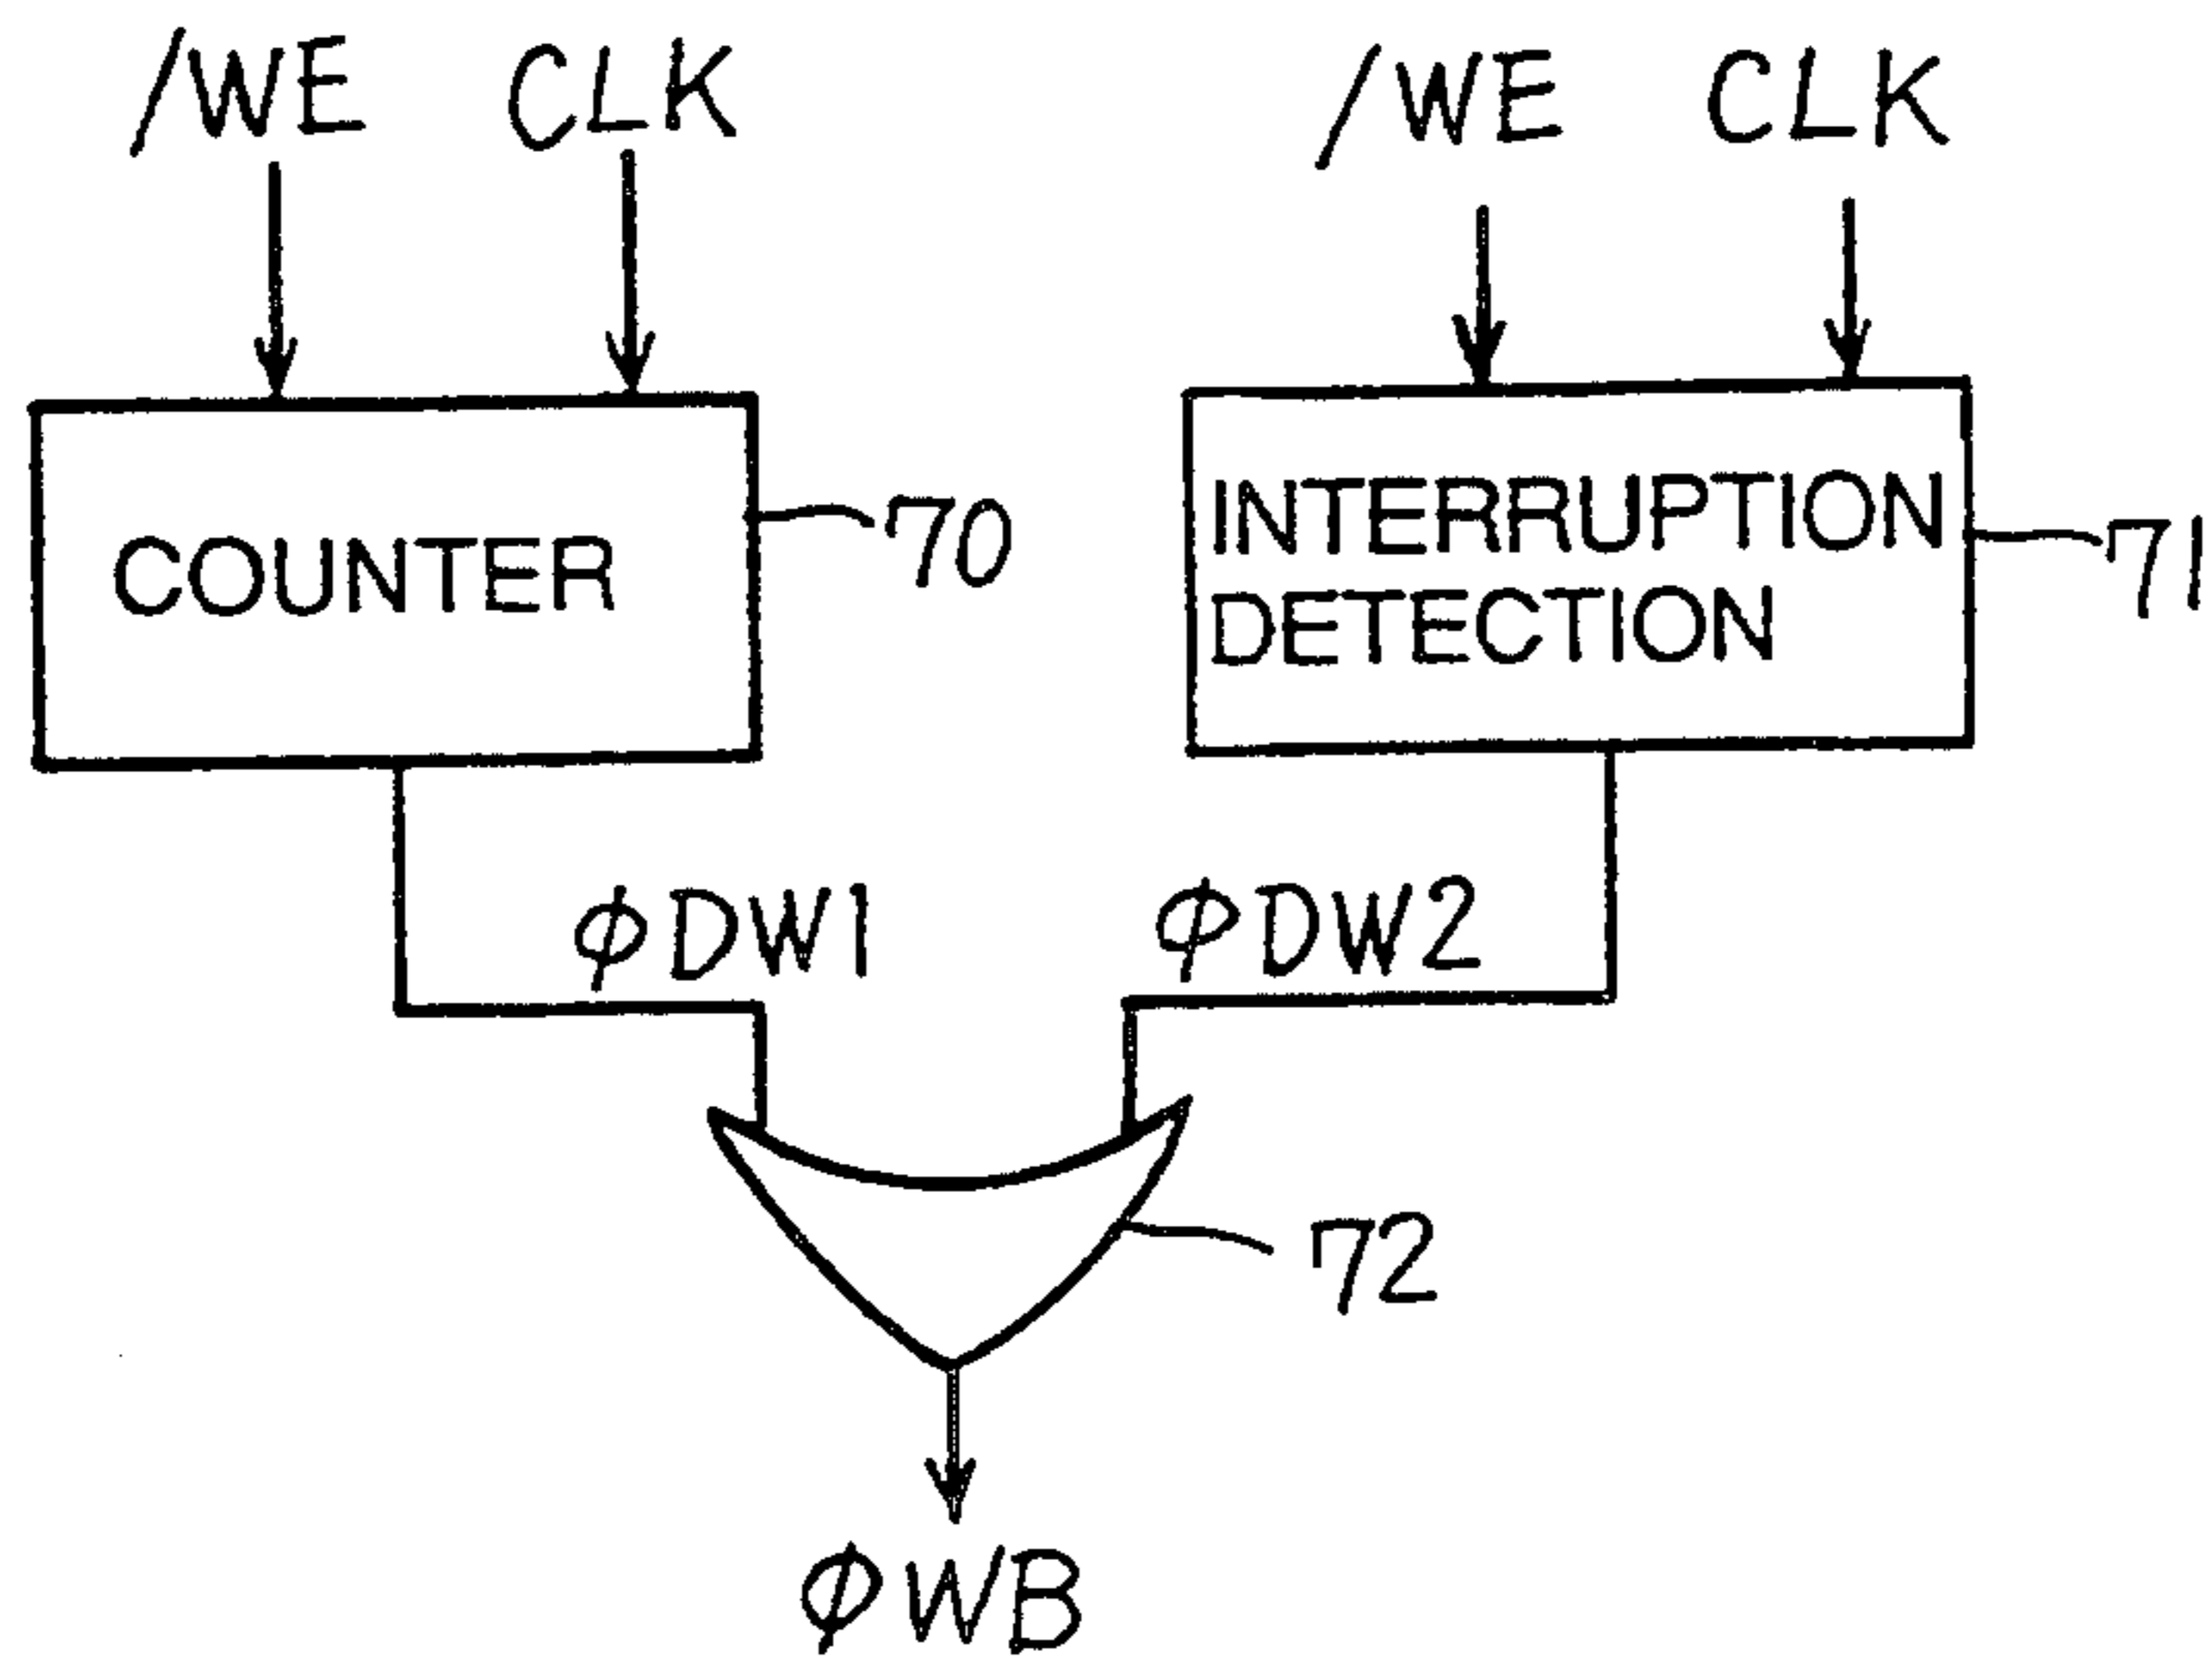 /WE CLK /WE CLK
COUNTER
70
INTERRUPTION
DETECTION
71
φDW1 φDW2
72
φWB